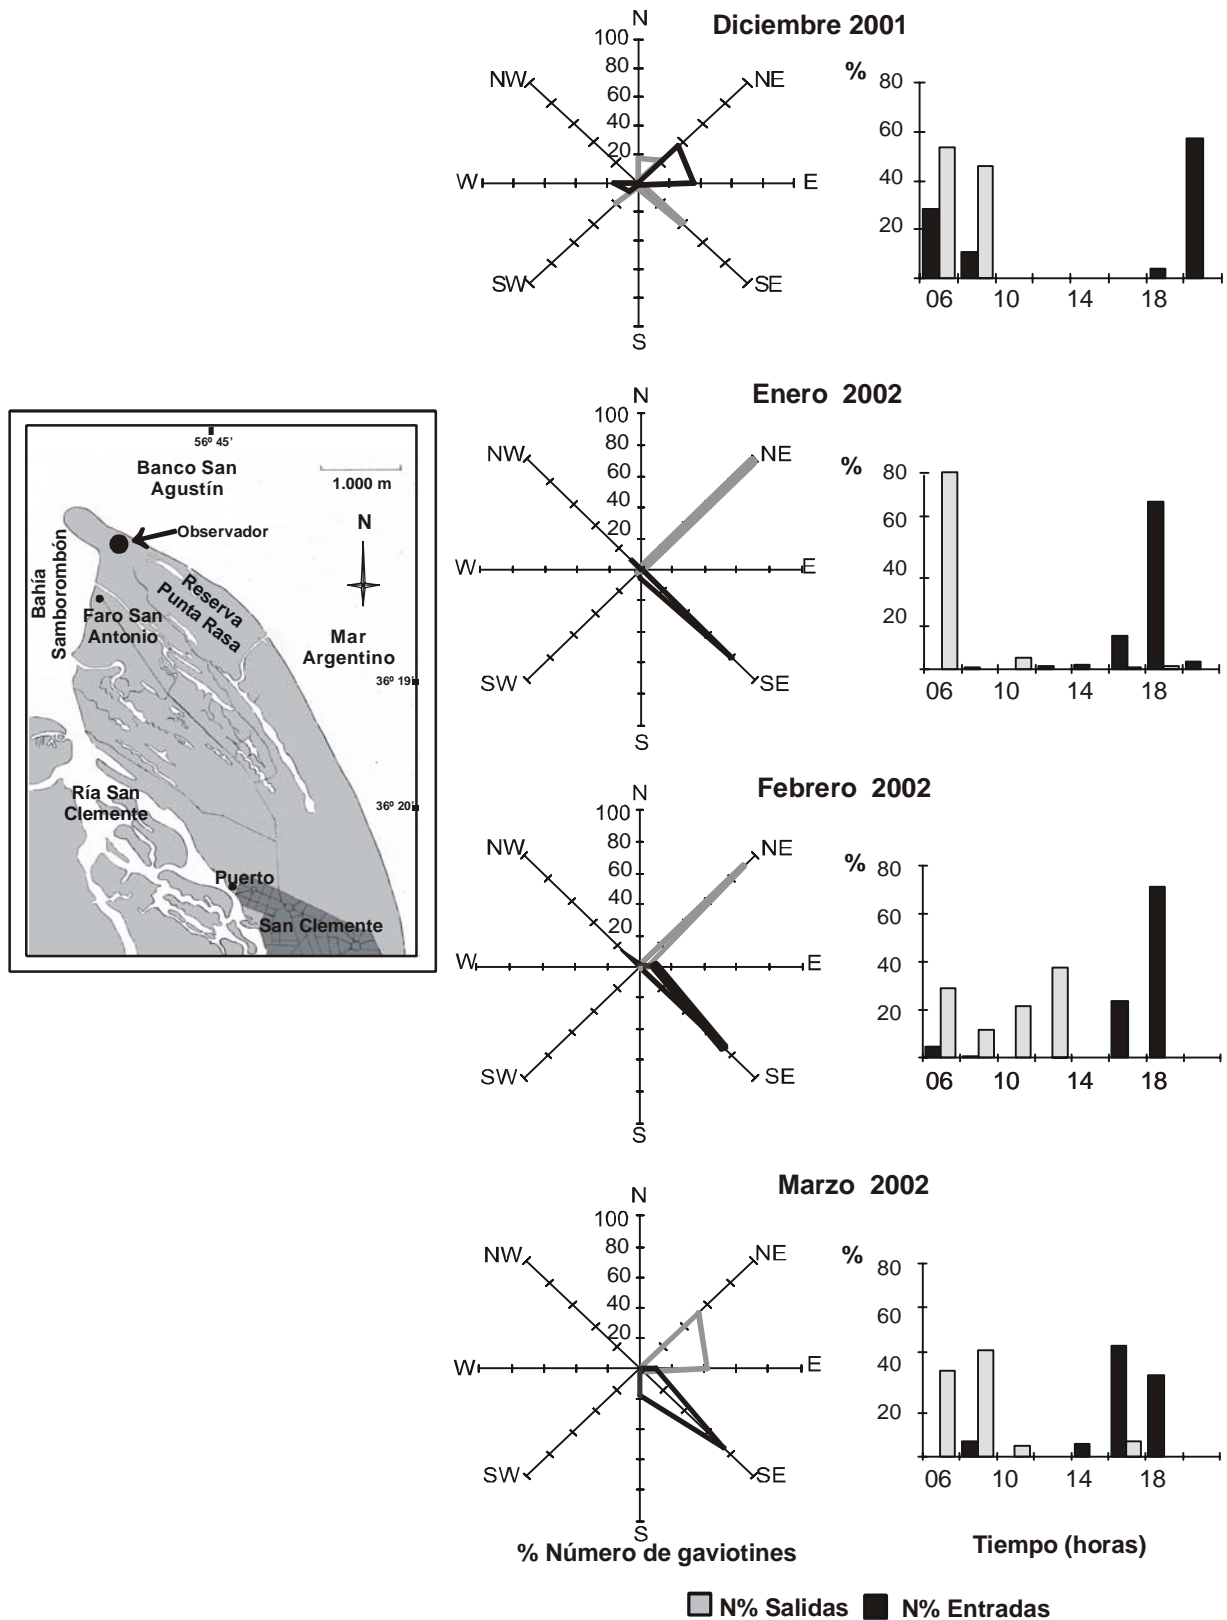 Diciembre 2001
N
100
80
60
40
20
NW
NE
W
E
SW
SE
S
%
80
60
40
20
06 10 14 18
Enero 2002
N
100
80
60
40
20
NW
NE
W
E
SW
SE
S
%
80
60
40
20
06 10 14 18
56º 45'
Banco San
Agustín
1.000 m
Observador
N
Bahía
Samborombón
Reserva
Punta Rasa
Faro San
Antonio
Mar
Argentino
36º 19'
Ría San
Clemente
36º 20'
Puerto
San Clemente
Febrero 2002
N
100
80
60
40
20
NW
NE
W
E
SW
SE
S
%
80
60
40
20
06 10 14 18
Marzo 2002
N
100
80
60
40
20
NW
NE
W
E
SW
SE
S
%
80
60
40
20
06 10 14 18
% Número de gaviotines
Tiempo (horas)
N% Salidas N% Entradas